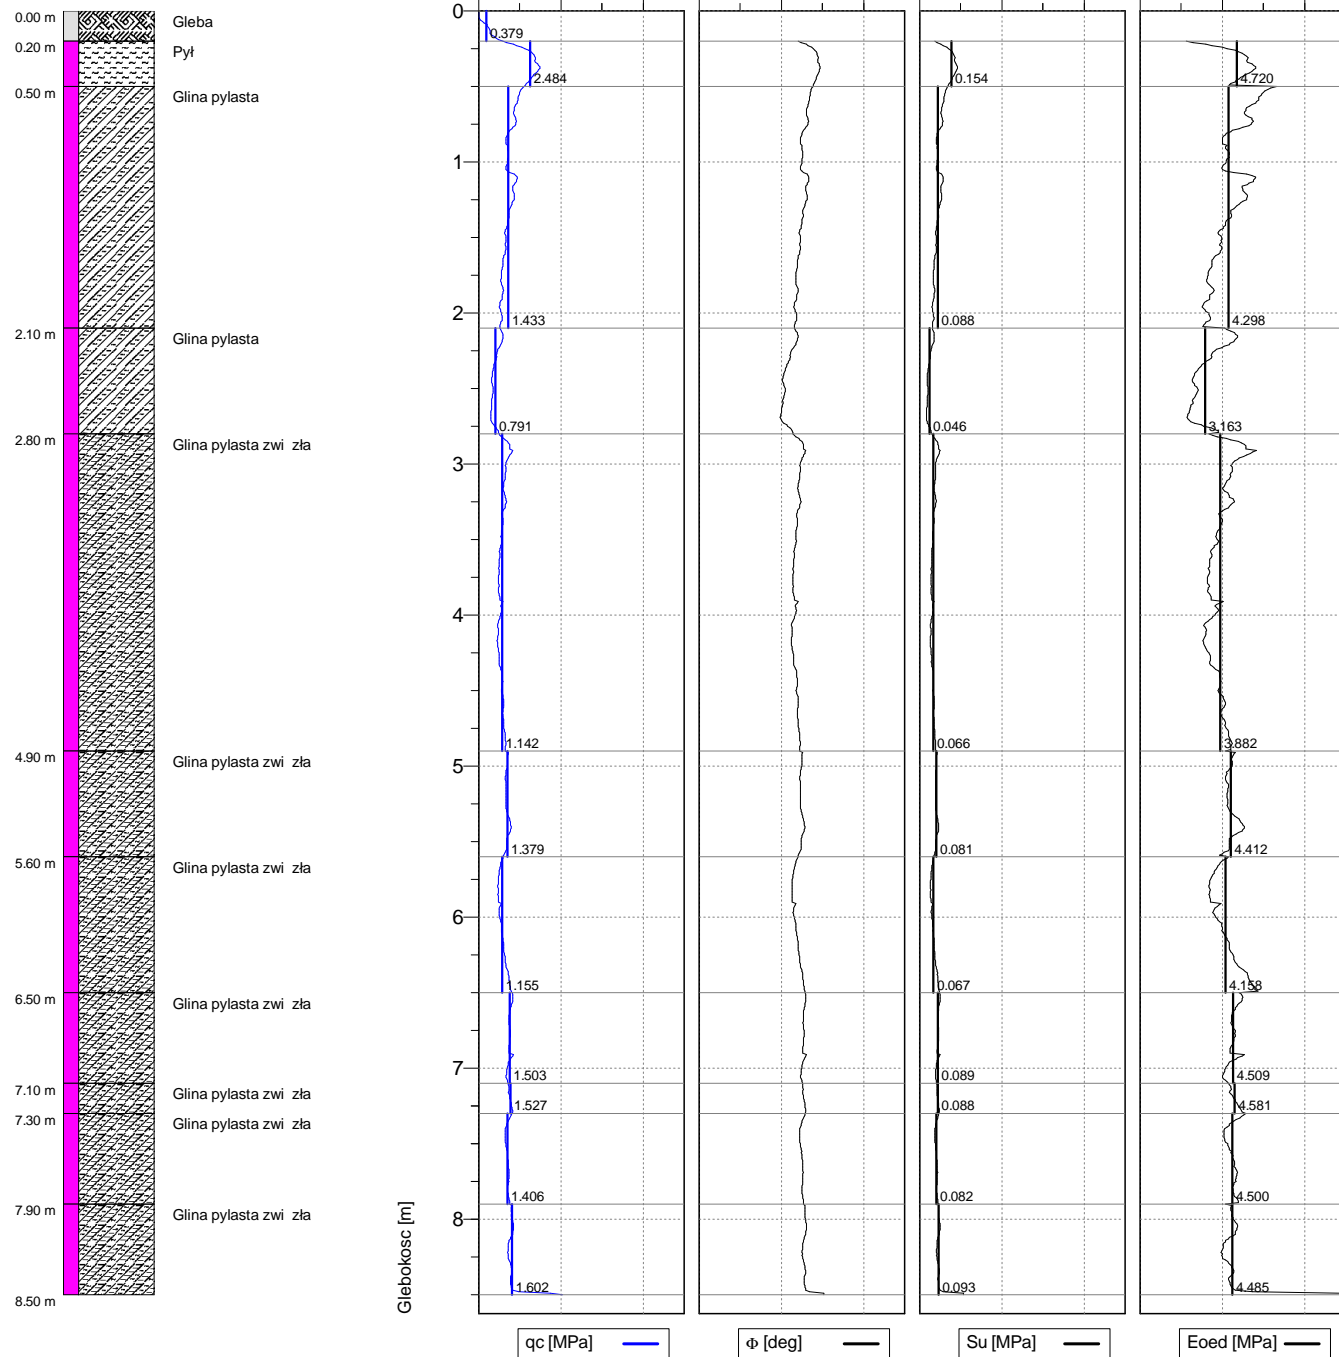 0.00 m
Gleba
0.20 m
Pył
0.50 m
Glina pylasta
2.10 m
Glina pylasta
2.80 m
Glina pylasta zwi zła
4.90 m
Glina pylasta zwi zła
5.60 m
Glina pylasta zwi zła
6.50 m
Glina pylasta zwi zła
7.10 m
Glina pylasta zwi zła
7.30 m
Glina pylasta zwi zła
7.90 m
Glina pylasta zwi zła
8.50 m
Glebokosc [m]
0
1
2
3
4
5
6
7
8
0.379
2.484
1.433
0.791
1.142
1.379
1.155
1.503
1.527
1.406
1.602
qc [MPa]
Φ [deg]
0.154
0.088
0.046
0.066
0.081
0.067
0.089
0.088
0.082
0.093
Su [MPa]
4.720
4.298
3.163
3.882
4.412
4.158
4.509
4.581
4.500
4.485
Eoed [MPa]